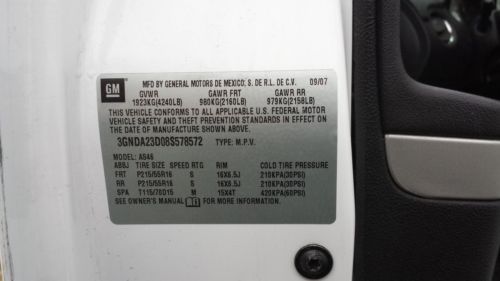 GM
MFD BY GENERAL MOTORS DE MEXICO, S. DE R.L. DE C.V. 09/07
GVWR GAWR FRT GAWR RR
1923KG(4240LB) 980KG(2160LB) 979KG(2158LB)
THIS VEHICLE CONFORMS TO ALL APPLICABLE U.S. FEDERAL MOTOR
VEHICLE SAFETY AND THEFT PREVENTION STANDARDS IN EFFECT ON
THE DATE OF MANUFACTURE SHOWN ABOVE.
3GNDA23D08S578572 TYPE: M.P.V.
MODEL: AS46
ABBJ TIRE SIZE SPEED RTG RIM COLD TIRE PRESSURE
FRT P215/55R16 S 16X6.5J 210KPA(30PSI)
RR P215/55R16 S 16X6.5J 210KPA(30PSI)
SPA T115/70D15 M 15X4T 420KPA(60PSI)
SEE OWNER'S MANUAL FOR MORE INFORMATION.